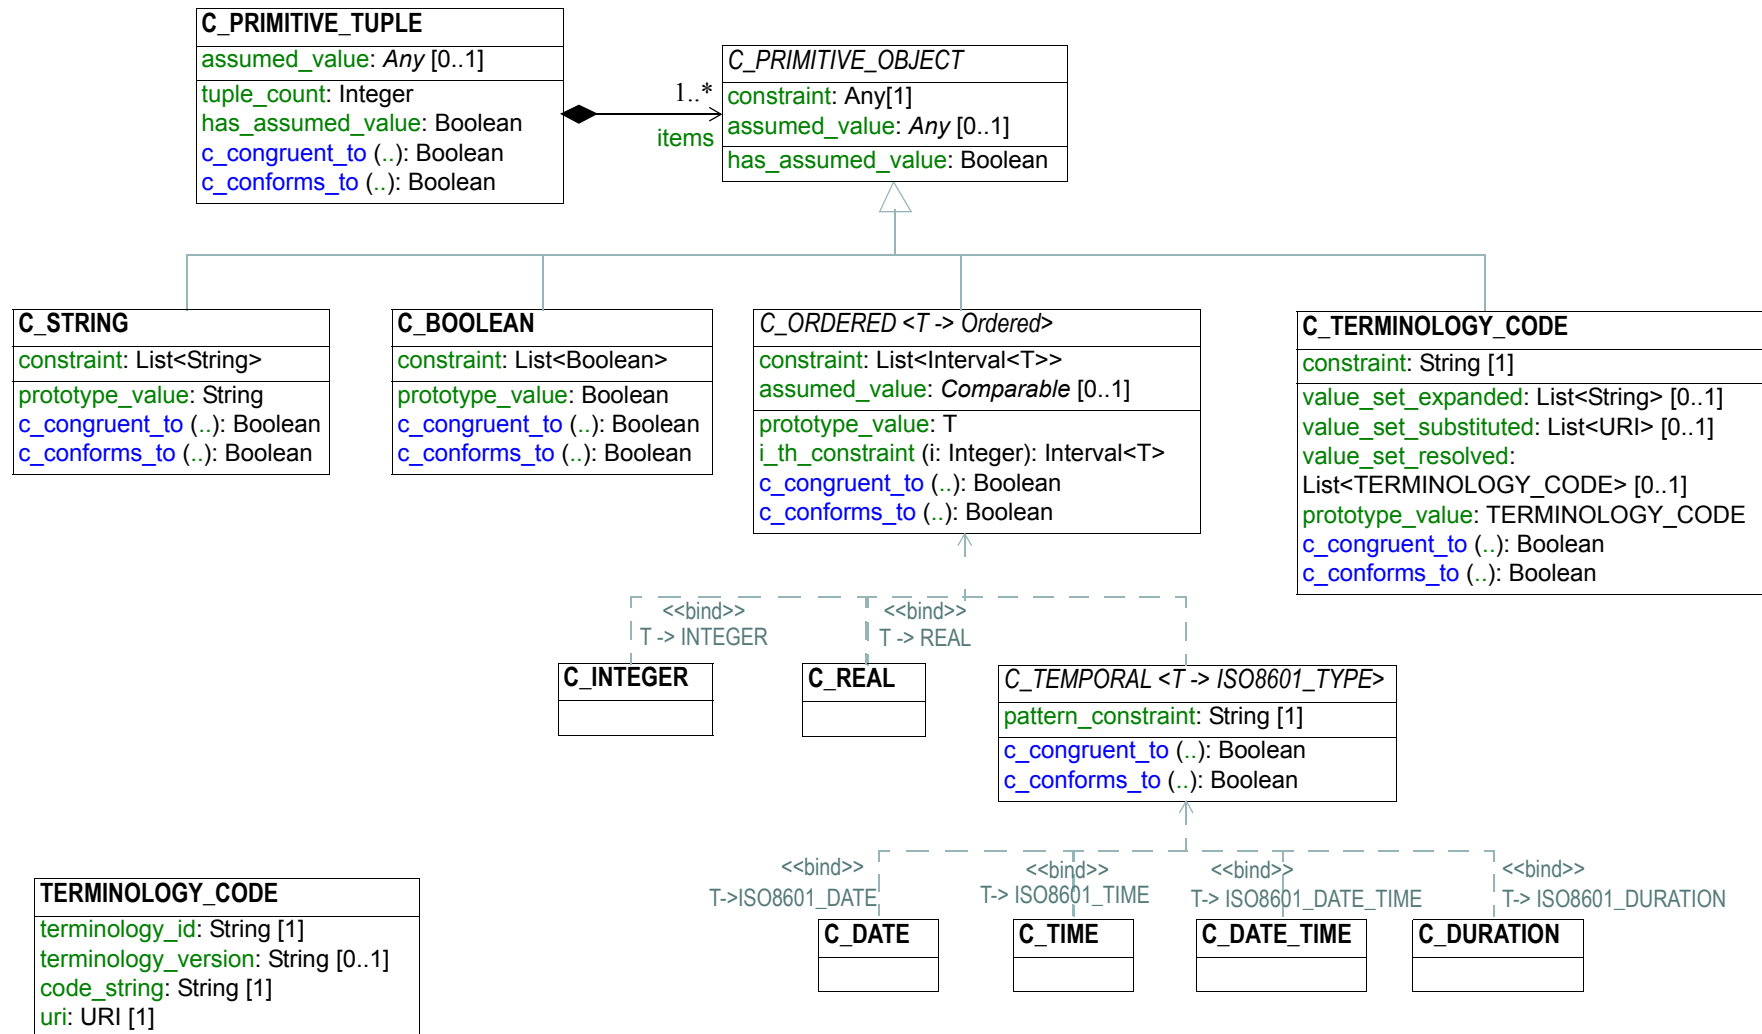 C_PRIMITIVE_TUPLE
assumed_value: Any [0..1]
tuple_count: Integer
has_assumed_value: Boolean
c_congruent_to (..): Boolean
c_conforms_to (..): Boolean
1..*
items
C_PRIMITIVE_OBJECT
constraint: Any[1]
assumed_value: Any [0..1]
has_assumed_value: Boolean
C_STRING
constraint: List<String>
prototype_value: String
c_congruent_to (..): Boolean
c_conforms_to (..): Boolean
C_BOOLEAN
constraint: List<Boolean>
prototype_value: Boolean
c_congruent_to (..): Boolean
c_conforms_to (..): Boolean
C_ORDERED <T -> Ordered>
constraint: List<Interval<T>>
assumed_value: Comparable [0..1]
prototype_value: T
i_th_constraint (i: Integer): Interval<T>
c_congruent_to (..): Boolean
c_conforms_to (..): Boolean
C_TERMINOLOGY_CODE
constraint: String [1]
value_set_expanded: List<String> [0..1]
value_set_substituted: List<URI> [0..1]
value_set_resolved:
List<TERMINOLOGY_CODE> [0..1]
prototype_value: TERMINOLOGY_CODE
c_congruent_to (..): Boolean
c_conforms_to (..): Boolean
<<bind>>
T -> INTEGER
<<bind>>
T -> REAL
C_INTEGER
C_REAL
C_TEMPORAL <T -> ISO8601_TYPE>
pattern_constraint: String [1]
c_congruent_to (..): Boolean
c_conforms_to (..): Boolean
<<bind>>
T->ISO8601_DATE
<<bind>>
T-> ISO8601_TIME
<<bind>>
T-> ISO8601_DATE_TIME
<<bind>>
T-> ISO8601_DURATION
C_DATE
C_TIME
C_DATE_TIME
C_DURATION
TERMINOLOGY_CODE
terminology_id: String [1]
terminology_version: String [0..1]
code_string: String [1]
uri: URI [1]